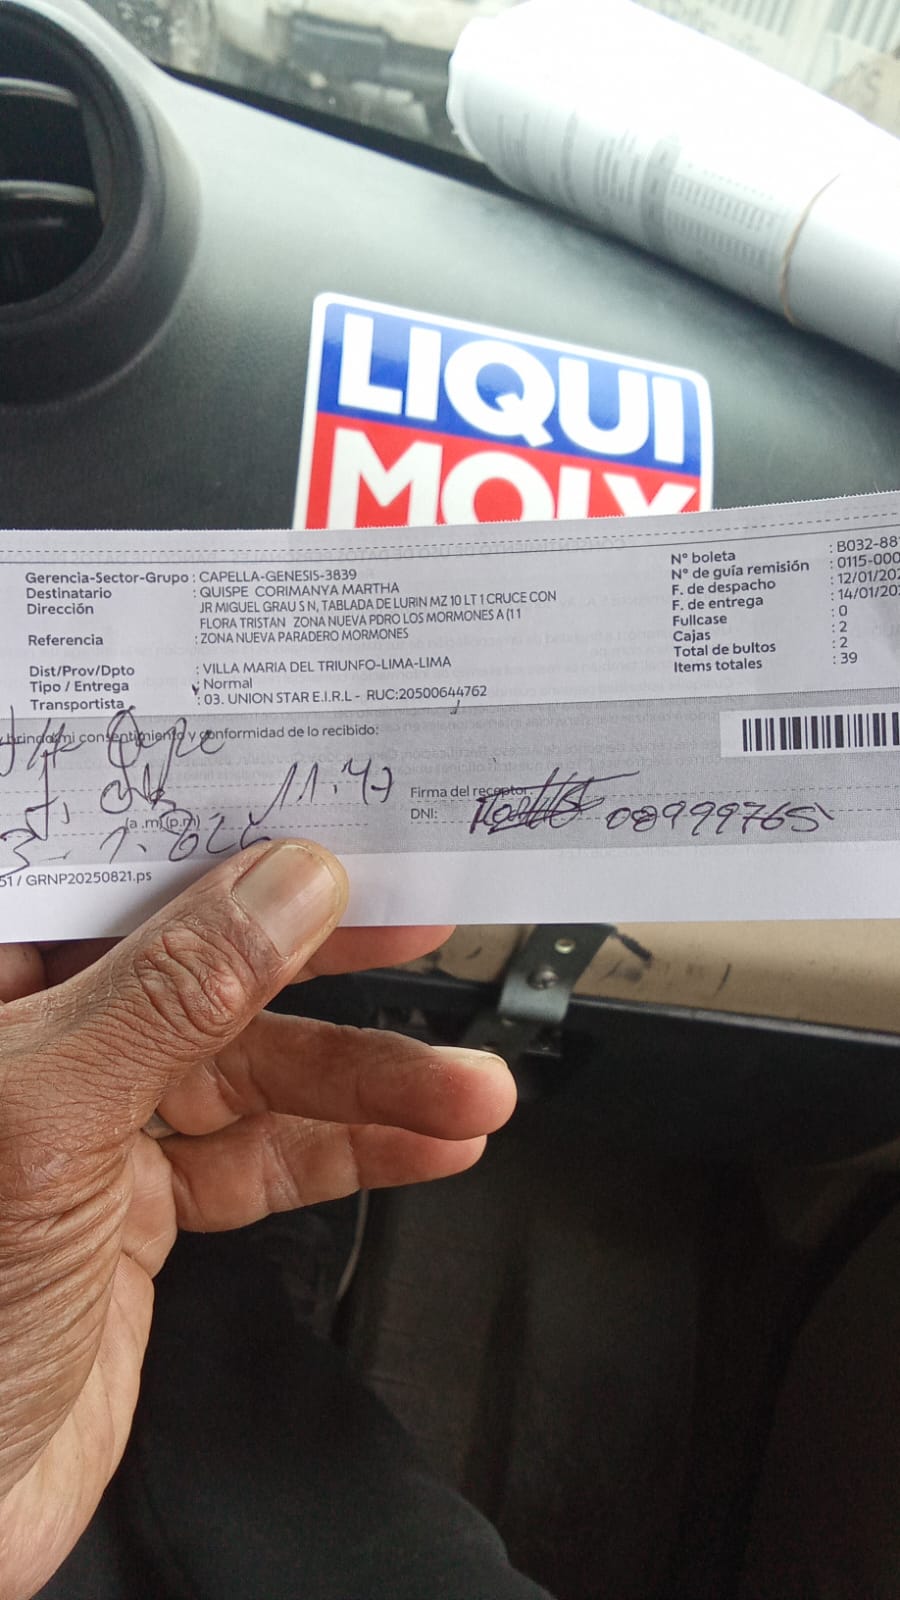 LIQUI
MOLY
Gerencia-Sector-Grupo : CAPELLA-GENESIS-3839
Destinatario : QUISPE CORIMANYA MARTHA
Dirección JR MIGUEL GRAU S N, TABLADA DE LURIN MZ 10 LT 1 CRUCE CON
FLORA TRISTAN ZONA NUEVA PDRO LOS MORMONES A (11
Referencia : ZONA NUEVA PARADERO MORMONES
Dist/Prov/Dpto : VILLA MARIA DEL TRIUNFO-LIMA-LIMA
Tipo / Entrega : Normal
Transportista : 03. UNION STAR E.I.R.L - RUC:20500644762
N° boleta : B032-88
N° de guía remisión : 0115-000
F. de despacho : 12/01/202
F. de entrega : 14/01/202
Fullcase : 0
Cajas : 2
Total de bultos : 2
Items totales : 39
brindo mi consentimiento y conformidad de lo recibido:
11:47
(a.m)(p.m)
Firma del receptor:
DNI: 08999765
51 / GRNP20250821.ps